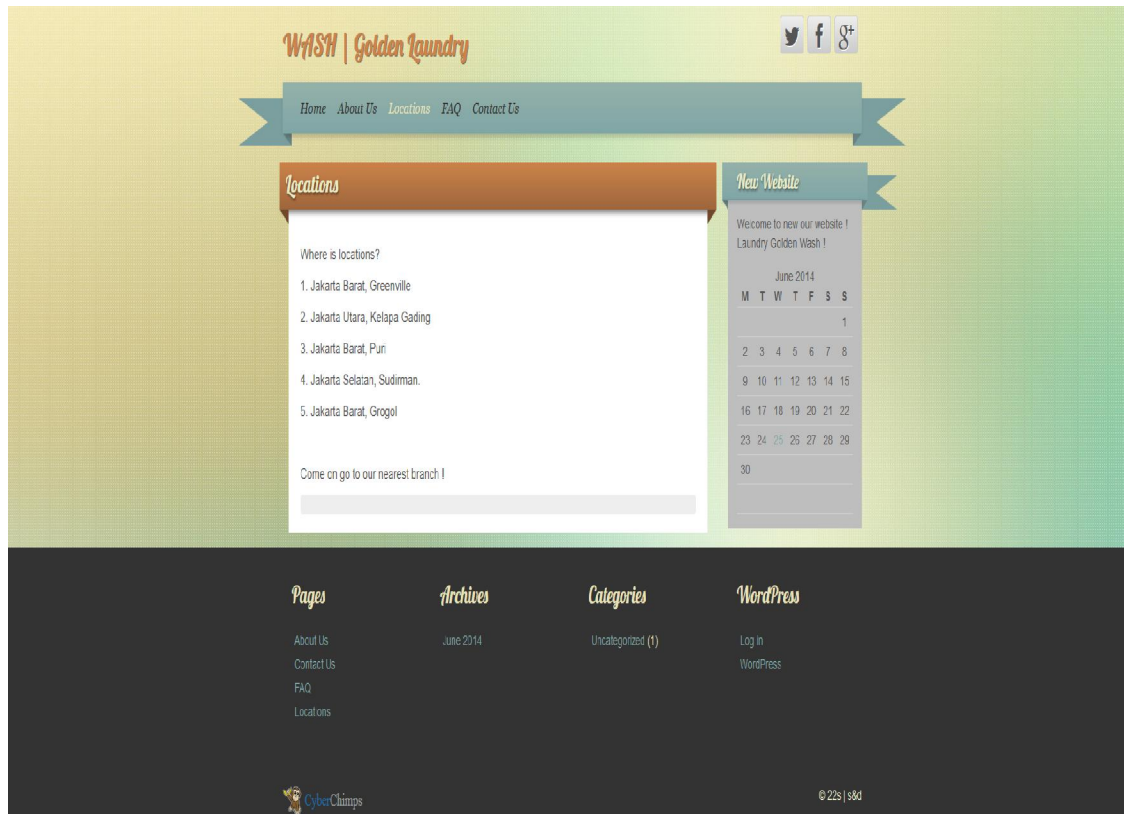 WASH | Golden Laundry
Home About Us Locations FAQ Contact Us
Locations
Where is locations?
1. Jakarta Barat, Greenville
2. Jakarta Utara, Kelapa Gading
3. Jakarta Barat, Puri
4. Jakarta Selatan, Sudirman.
5. Jakarta Barat, Grogol
Come on go to our nearest branch !
New Website
Welcome to new our website !
Laundry Golden Wash !
June 2014
M T W T F S S
1
2 3 4 5 6 7 8
9 10 11 12 13 14 15
16 17 18 19 20 21 22
23 24 25 26 27 28 29
30
Pages
About Us
Contact Us
FAQ
Locations
Archives
June 2014
Categories
Uncategorized (1)
WordPress
Log in
WordPress
CyberChimps
© 22s | s&d